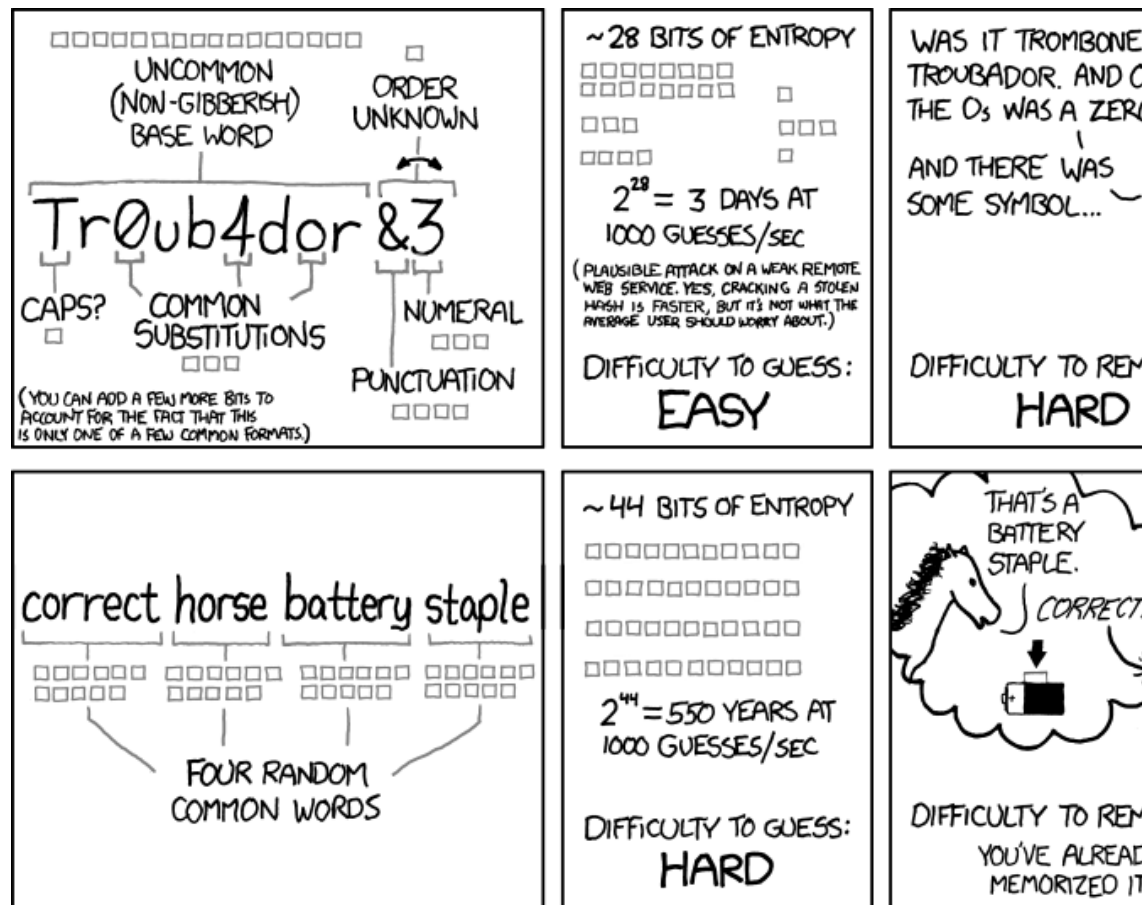 UNCOMMON
(NON-GIBBERISH)
BASE WORD
ORDER
UNKNOWN
Tr0ub4dor &3
CAPS?
COMMON
SUBSTITUTIONS
NUMERAL
PUNCTUATION
(YOU CAN ADD A FEW MORE BITS TO
ACCOUNT FOR THE FACT THAT THIS
IS ONLY ONE OF A FEW COMMON FORMATS.)
~28 BITS OF ENTROPY
2^28 = 3 DAYS AT
1000 GUESSES/SEC
(PLAUSIBLE ATTACK ON A WEAK REMOTE
WEB SERVICE. YES, CRACKING A STOLEN
HASH IS FASTER, BUT IT'S NOT WHAT THE
AVERAGE USER SHOULD WORRY ABOUT.)
DIFFICULTY TO GUESS:
EASY
WAS IT TROMBONE
TROUBADOR. AND
THE Os WAS A ZERO
AND THERE WAS
SOME SYMBOL...
DIFFICULTY TO
HARD
correct horse battery staple
FOUR RANDOM
COMMON WORDS
~44 BITS OF ENTROPY
2^44 = 550 YEARS AT
1000 GUESSES/SEC
DIFFICULTY TO GUESS:
HARD
THAT'S A
BATTERY
STAPLE.
CORRECT
+
DIFFICULTY TO
YOU'VE
MEMORIZED IT